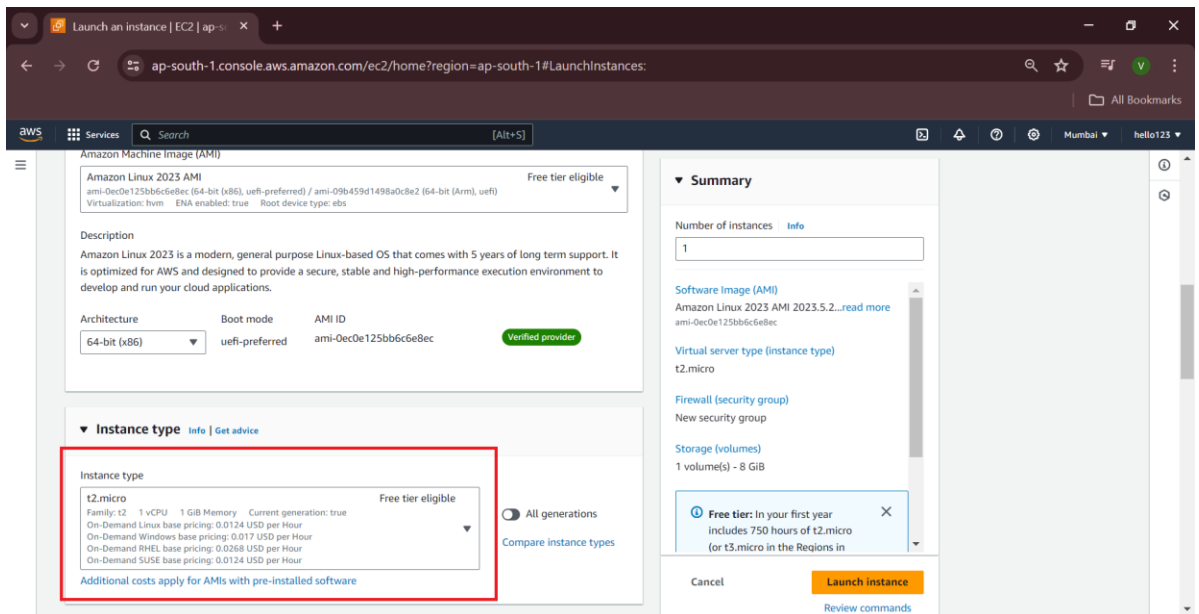 Launch an instance | EC2 | ap-sc
ap-south-1.console.aws.amazon.com/ec2/home?region=ap-south-1#LaunchInstances:
V
All Bookmarks
aws
Services
Search
[Alt+S]
Mumbai
hello123
Amazon Machine Image (AMI)
Amazon Linux 2023 AMI
Free tier eligible
ami-0ec0e125bb6c6e8ec (64-bit (x86), uefi-preferred) / ami-09b459d1498a0c8e2 (64-bit (Arm), uefi)
Virtualization: hvm ENA enabled: true Root device type: ebs
Description
Amazon Linux 2023 is a modern, general purpose Linux-based OS that comes with 5 years of long term support. It
is optimized for AWS and designed to provide a secure, stable and high-performance execution environment to
develop and run your cloud applications.
Architecture
Boot mode
AMI ID
64-bit (x86)
uefi-preferred
ami-0ec0e125bb6c6e8ec
Verified provider
Instance type Info | Get advice
Instance type
t2.micro
Free tier eligible
Family: t2 1 vCPU 1 GiB Memory Current generation: true
On-Demand Linux base pricing: 0.0124 USD per Hour
On-Demand Windows base pricing: 0.017 USD per Hour
On-Demand RHEL base pricing: 0.0268 USD per Hour
On-Demand SUSE base pricing: 0.0124 USD per Hour
All generations
Compare instance types
Additional costs apply for AMIs with pre-installed software
Summary
Number of instances Info
1
Software Image (AMI)
Amazon Linux 2023 AMI 2023.5.2...read more
ami-0ec0e125bb6c6e8ec
Virtual server type (instance type)
t2.micro
Firewall (security group)
New security group
Storage (volumes)
1 volume(s) - 8 GiB
Free tier: In your first year
includes 750 hours of t2.micro
(or t3.micro in the Regions in
Cancel
Launch instance
Review commands